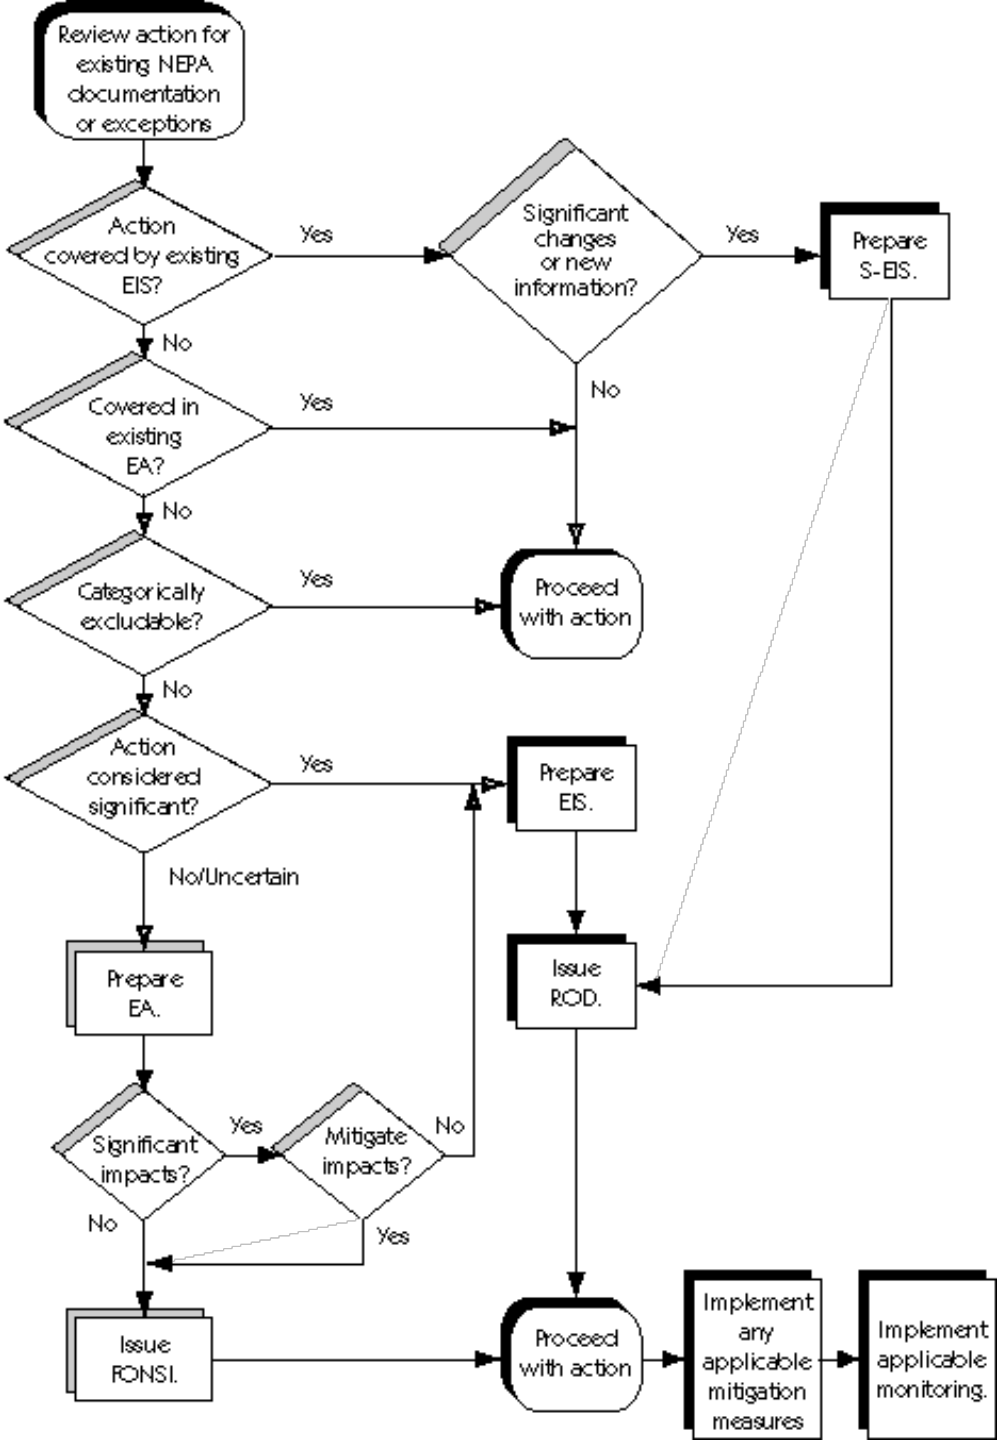 Review action for
existing NEPA
documentation
or exceptions
Action
covered by existing
EIS?
Yes
Significant
changes
or new
information?
Yes
Prepare
S-EIS.
No
No
Covered in
existing
EA?
Yes
No
Categorically
excludable?
Yes
Proceed
with action
No
Action
considered
significant?
Yes
Prepare
EIS.
No/Uncertain
Prepare
EA.
Issue
ROD.
Significant
impacts?
Yes
Mitigate
impacts?
No
No
Yes
Issue
FONSI.
Proceed
with action
Implement
any
applicable
mitigation
measures
Implement
applicable
monitoring.